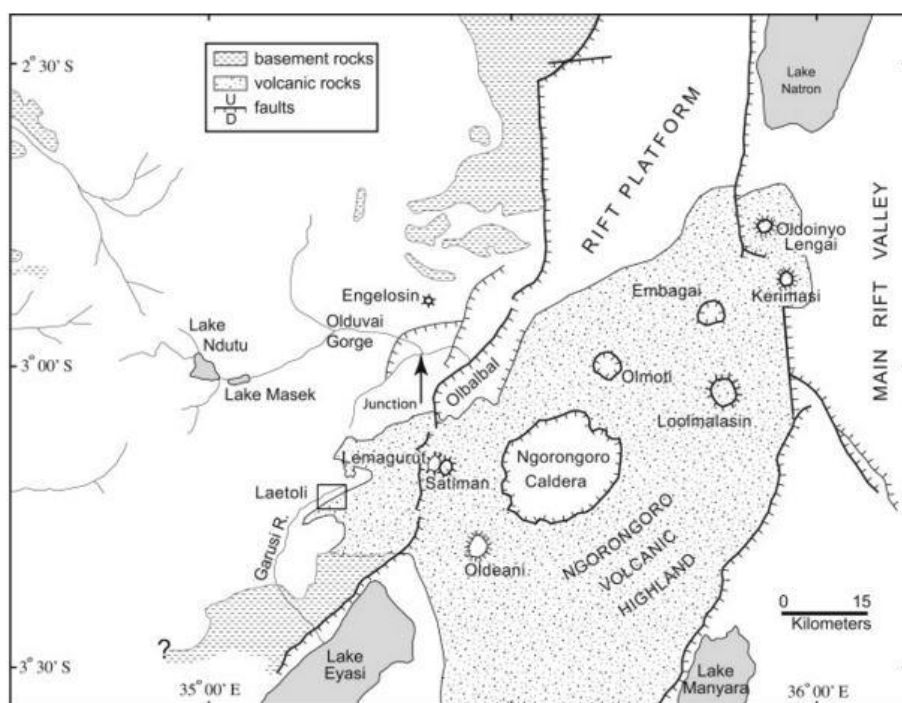 2° 30' S
basement rocks
volcanic rocks
U
D
faults
Lake
Natron
RIFT PLATFORM
MAIN RIFT VALLEY
Oldoinyo
Lengai
Embagai
Kerimasi
Engelosin
Olduvai
Gorge
Lake
Ndutu
3° 00' S
Lake Masek
Junction
Olbalbal
Olmoti
Loolmalasin
Lemagurut
Satiman
Ngorongoro
Caldera
Laetoli
Garusi R.
Oldeani
NGORONGORO
VOLCANIC
HIGHLAND
0 15
Kilometers
?
3° 30' S
Lake
Eyasi
Lake
Manyara
35° 00' E
36° 00' E